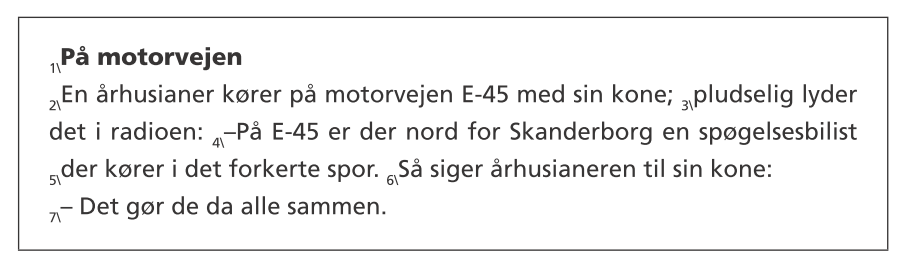 1\På motorvejen
2\En århusianer kører på motorvejen E-45 med sin kone; 3\pludselig lyder
det i radioen: 4\–På E-45 er der nord for Skanderborg en spøgelsesbilist
5\der kører i det forkerte spor. 6\Så siger århusianeren til sin kone:
7\– Det gør de da alle sammen.